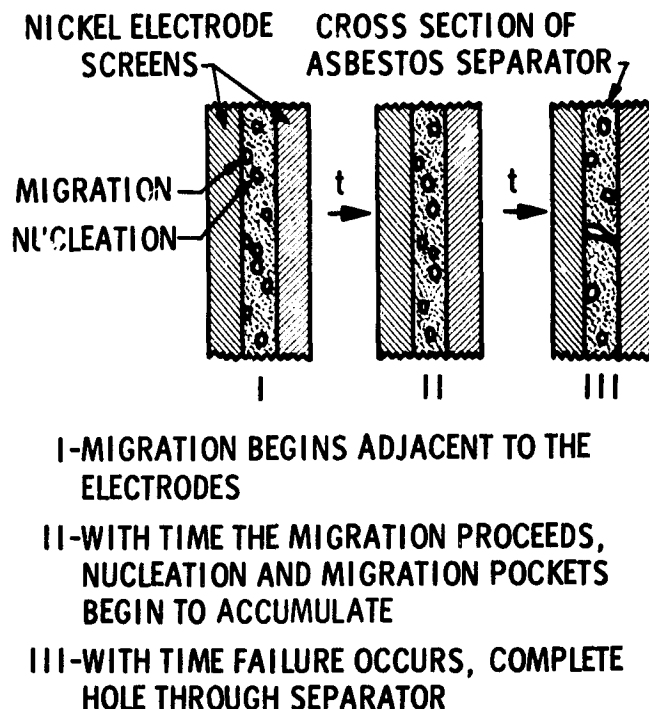 NICKEL ELECTRODE
SCREENS
CROSS SECTION OF
ASBESTOS SEPARATOR
MIGRATION
NUCLEATION
t
t
I
II
III
I-MIGRATION BEGINS ADJACENT TO THE
ELECTRODES
II-WITH TIME THE MIGRATION PROCEEDS,
NUCLEATION AND MIGRATION POCKETS
BEGIN TO ACCUMULATE
III-WITH TIME FAILURE OCCURS, COMPLETE
HOLE THROUGH SEPARATOR